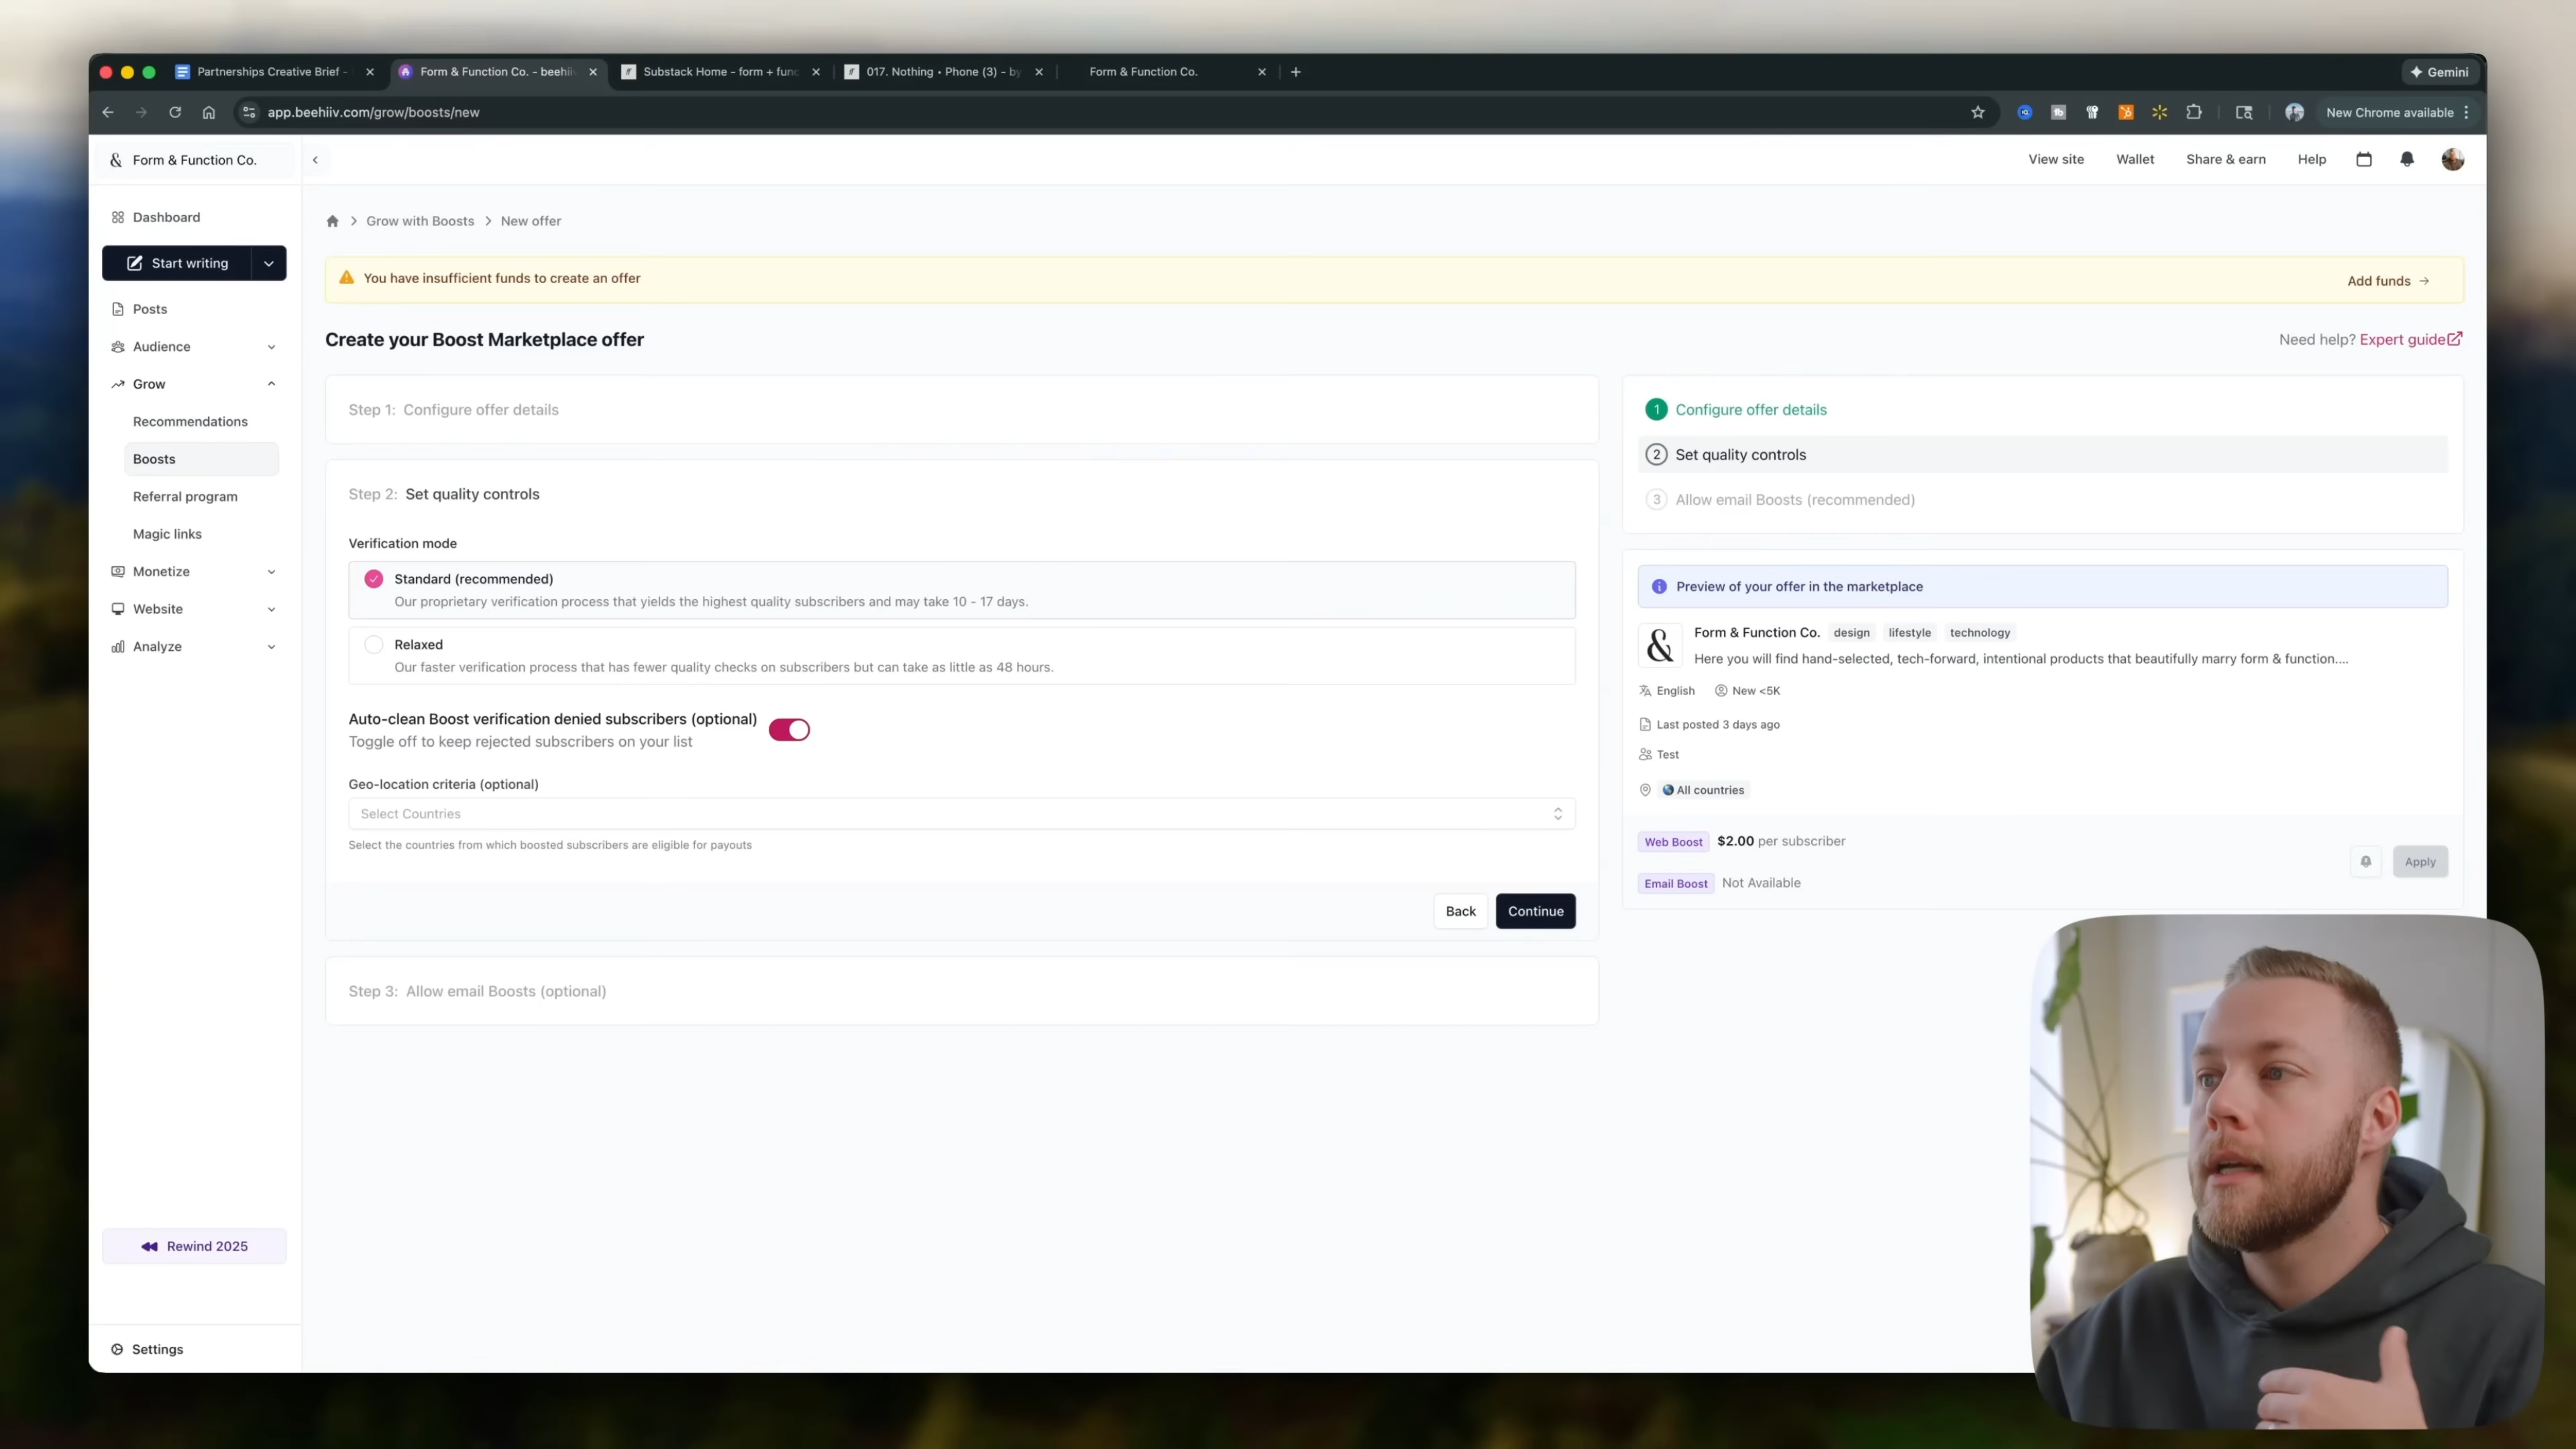 Partnerships Creative Brief -
Form & Function Co. - beehiiv
Substack Home - form + func
017. Nothing • Phone (3) - by
Form & Function Co.
Gemini
app.beehiiv.com/grow/boosts/new
New Chrome available
& Form & Function Co.
View site
Wallet
Share & earn
Help
Dashboard
Start writing
Posts
Audience
Grow
Recommendations
Boosts
Referral program
Magic links
Monetize
Website
Analyze
Rewind 2025
Settings
Grow with Boosts
New offer
You have insufficient funds to create an offer
Add funds →
Create your Boost Marketplace offer
Need help? Expert guide
Step 1: Configure offer details
Step 2: Set quality controls
Verification mode
Standard (recommended)
Our proprietary verification process that yields the highest quality subscribers and may take 10 - 17 days.
Relaxed
Our faster verification process that has fewer quality checks on subscribers but can take as little as 48 hours.
Auto-clean Boost verification denied subscribers (optional)
Toggle off to keep rejected subscribers on your list
Geo-location criteria (optional)
Select Countries
Select the countries from which boosted subscribers are eligible for payouts
Back
Continue
Step 3: Allow email Boosts (optional)
1 Configure offer details
2 Set quality controls
3 Allow email Boosts (recommended)
Preview of your offer in the marketplace
&
Form & Function Co. design lifestyle technology
Here you will find hand-selected, tech-forward, intentional products that beautifully marry form & function....
English
New <5K
Last posted 3 days ago
Test
All countries
Web Boost $2.00 per subscriber
Email Boost Not Available
Apply